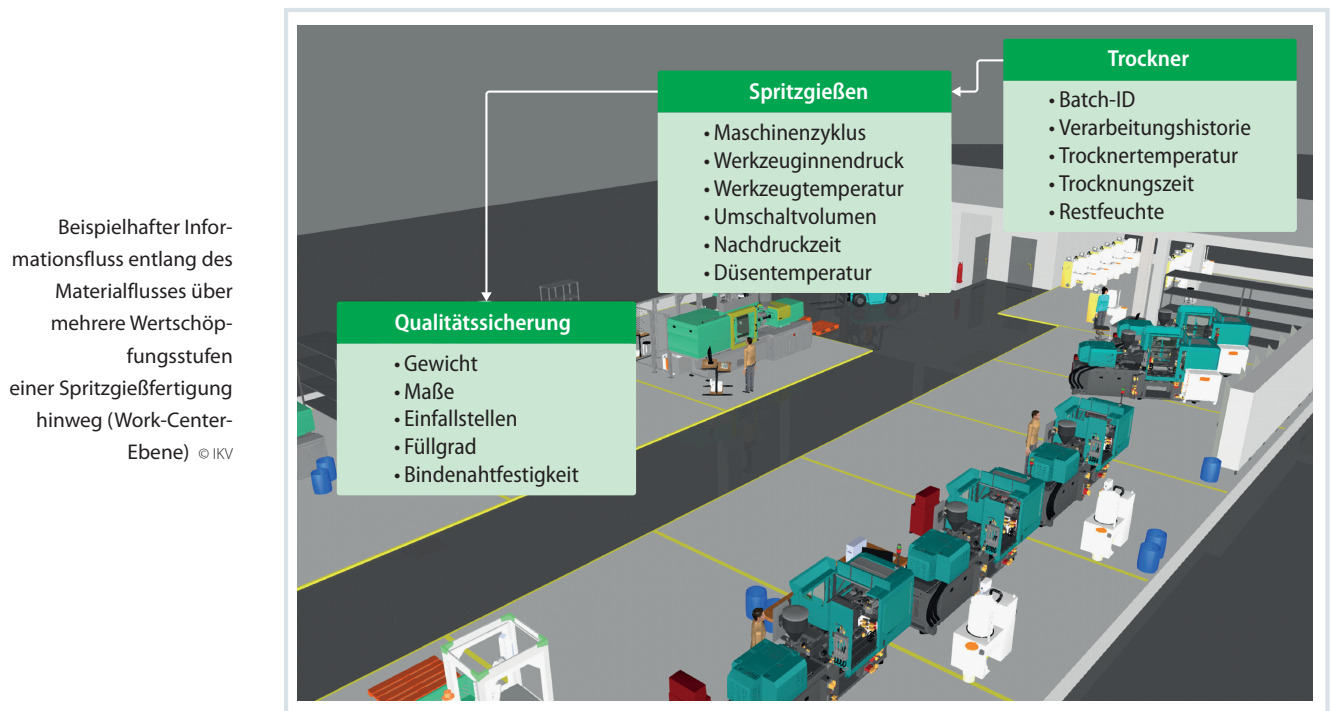 Beispielhafter Infor-
mationsfluss entlang des
Materialflusses über
mehrere Wertschöp-
fungsstufen
einer Spritzgießfertigung
hinweg (Work-Center-
Ebene) © IKV
Trockner
• Batch-ID
• Verarbeitungshistorie
• Trocknertemperatur
• Trocknungszeit
• Restfeuchte
Spritzgießen
• Maschinenzyklus
• Werkzeuginnendruck
• Werkzeugtemperatur
• Umschaltvolumen
• Nachdruckzeit
• Düsentemperatur
Qualitätssicherung
• Gewicht
• Maße
• Einfallstellen
• Füllgrad
• Bindenahtfestigkeit